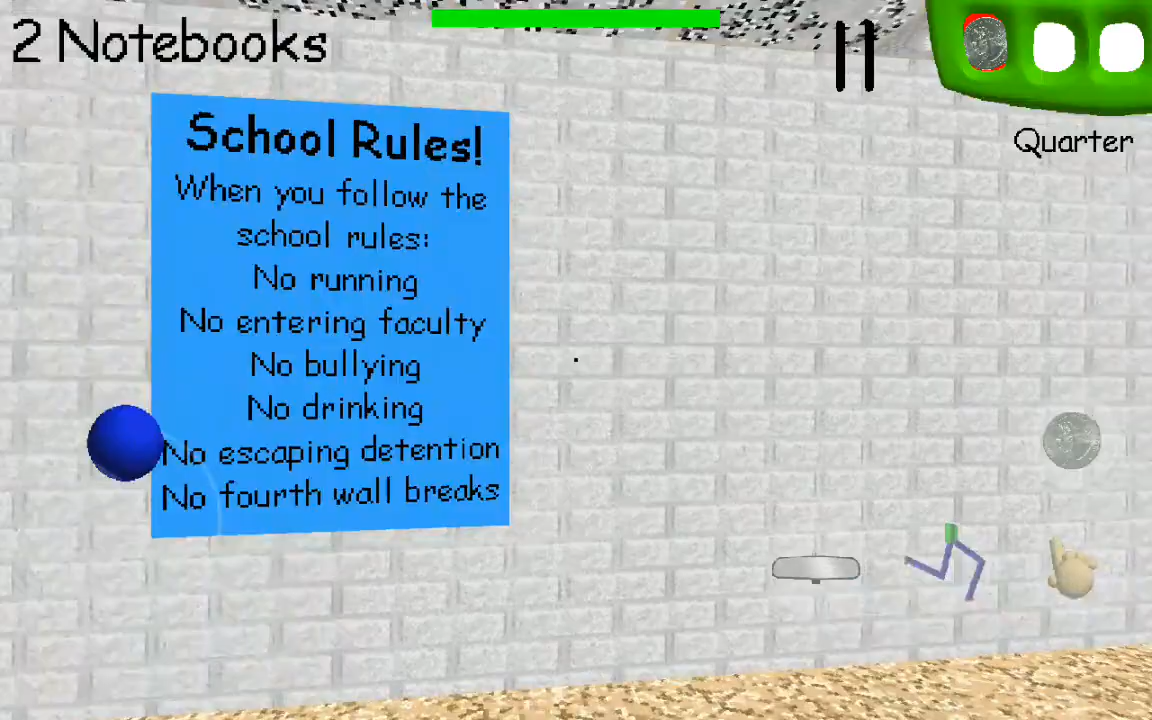 2 Notebooks
Quarter
School Rules!
When you follow the
school rules:
No running
No entering faculty
No bullying
No drinking
No escaping detention
No fourth wall breaks